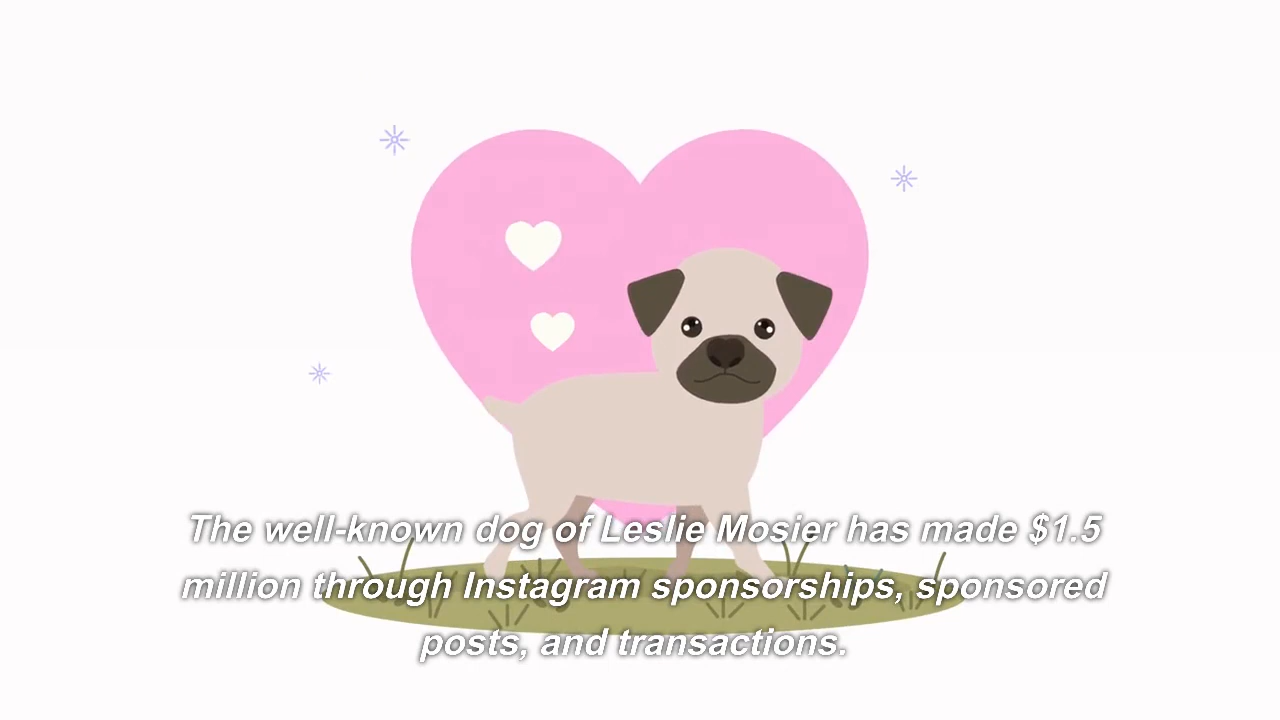 The well-known dog of Leslie Mosier has made $1.5
million through Instagram sponsorships, sponsored
posts, and transactions.